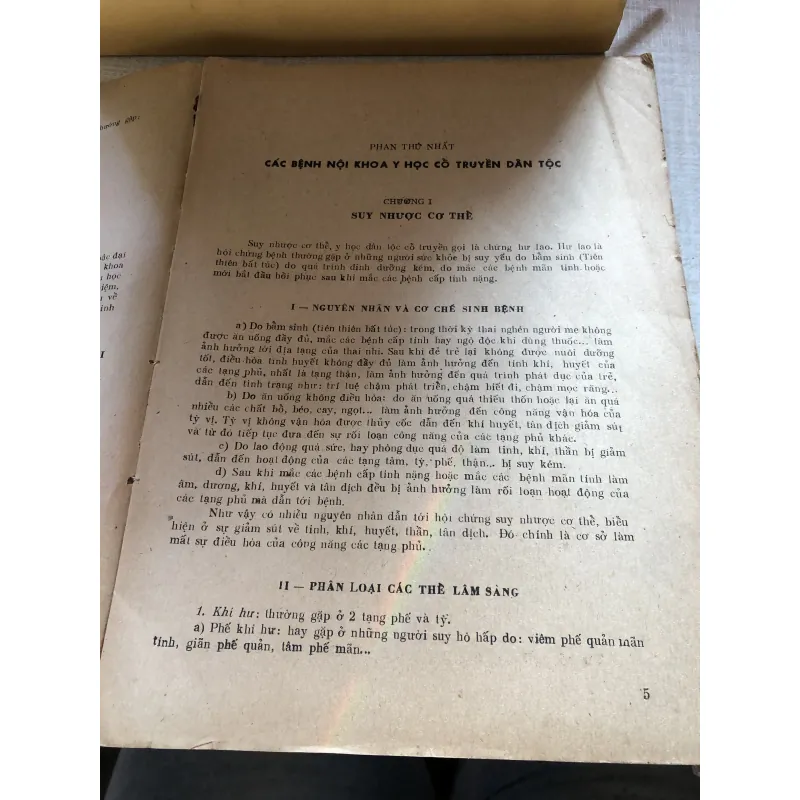 thường gặp:
ộc đại
khoa
học
iệm,
về
ính
I
PHẦN THỨ NHẤT
CÁC BỆNH NỘI KHOA Y HỌC CỔ TRUYỀN DÂN TỘC
CHƯƠNG I
SUY NHƯỢC CƠ THỂ
Suy nhược cơ thể, y học dân tộc cổ truyền gọi là chứng hư lao. Hư lao là
hội chứng bệnh thường gặp ở những người sức khỏe bị suy yếu do bẩm sinh (Tiên
thiên bất túc) do quá trình dinh dưỡng kém, do mắc các bệnh mãn tính hoặc
mới bắt đầu hồi phục sau khi mắc các bệnh cấp tính nặng.
I — NGUYÊN NHÂN VÀ CƠ CHẾ SINH BỆNH
a) Do bẩm sinh (tiên thiên bất túc): trong thời kỳ thai nghén người mẹ không
được ăn uống đầy đủ, mắc các bệnh cấp tính hay ngộ độc khi dùng thuốc... làm
ảnh hưởng tới địa tạng của thai nhi. Sau khi đẻ trẻ lại không được nuôi dưỡng
tốt, điều hòa tinh huyết không đầy đủ làm ảnh hưởng đến tinh khí, huyết của
các tạng phủ, nhất là tạng thận, làm ảnh hưởng đến quá trình phát dục của trẻ,
dẫn đến tình trạng như: trí tuệ chậm phát triển, chậm biết đi, chậm mọc răng...
b) Do ăn uống không điều hòa: do ăn uống quá thiếu thốn hoặc lại ăn quá
nhiều các chất bổ, béo, cay, ngọt... làm ảnh hưởng đến công năng vận hóa của
tỳ vị. Tỳ vị không vận hóa được thủy cốc dẫn đến khí huyết, tân dịch giảm sút
và từ đó tiếp tục đưa đến sự rối loạn công năng của các tạng phủ khác.
c) Do lao động quá sức, hay phòng dục quá độ làm tinh, khí, thần bị giảm
sút, dẫn đến hoạt động của các tạng tâm, tỳ, phế, thận... bị suy kém.
d) Sau khi mắc các bệnh cấp tính nặng hoặc mắc các bệnh mãn tính làm
âm, dương, khí, huyết và tân dịch đều bị ảnh hưởng làm rối loạn hoạt động của
các tạng phủ mà dẫn tới bệnh.
Như vậy có nhiều nguyên nhân dẫn tới hội chứng suy nhược cơ thể, biểu
hiện ở sự giảm sút về tinh, khí, huyết, thần, tân dịch. Đó chính là cơ sở làm
mất sự điều hòa của công năng các tạng phủ.
II — PHÂN LOẠI CÁC THỂ LÂM SÀNG
1. Khí hư: thường gặp ở 2 tạng phế và tỳ.
a) Phế khí hư: hay gặp ở những người suy hô hấp do: viêm phế quản mãn
tính, giãn phế quản, tâm phế mãn...
5